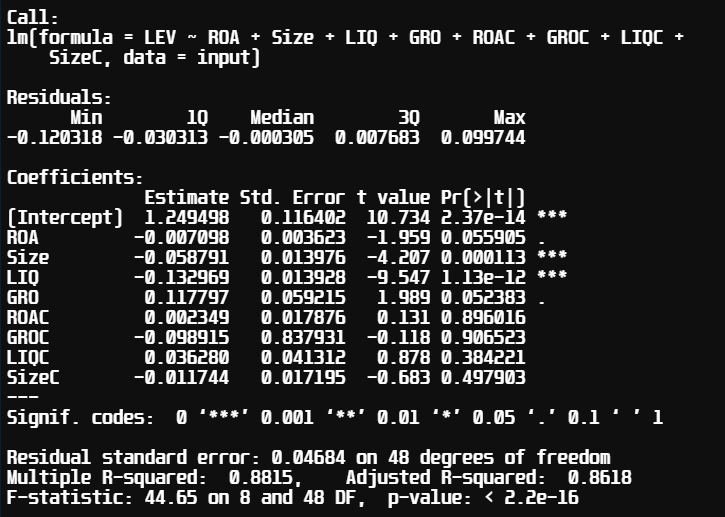 Call:
lm(formula = LEV ~ ROA + Size + LIQ + GRO + ROAC + GROC + LIQC +
    SizeC, data = input)

Residuals:
      Min        1Q    Median        3Q       Max
-0.120318 -0.030313 -0.000305  0.007683  0.099744

Coefficients:
             Estimate Std. Error t value Pr(>|t|)
(Intercept)  1.249498   0.116402  10.734 2.37e-14 ***
ROA         -0.007098   0.003623  -1.959 0.055905 .
Size        -0.058791   0.013976  -4.207 0.000113 ***
LIQ         -0.132969   0.013928  -9.547 1.13e-12 ***
GRO          0.117797   0.059215   1.989 0.052383 .
ROAC         0.002349   0.017876   0.131 0.896016
GROC        -0.098915   0.837931  -0.118 0.906523
LIQC         0.036280   0.041312   0.878 0.384221
SizeC       -0.011744   0.017195  -0.683 0.497903
---
Signif. codes:  0 ‘***’ 0.001 ‘**’ 0.01 ‘*’ 0.05 ‘.’ 0.1 ‘ ’ 1

Residual standard error: 0.04684 on 48 degrees of freedom
Multiple R-squared:  0.8815,    Adjusted R-squared:  0.8618
F-statistic: 44.65 on 8 and 48 DF,  p-value: < 2.2e-16